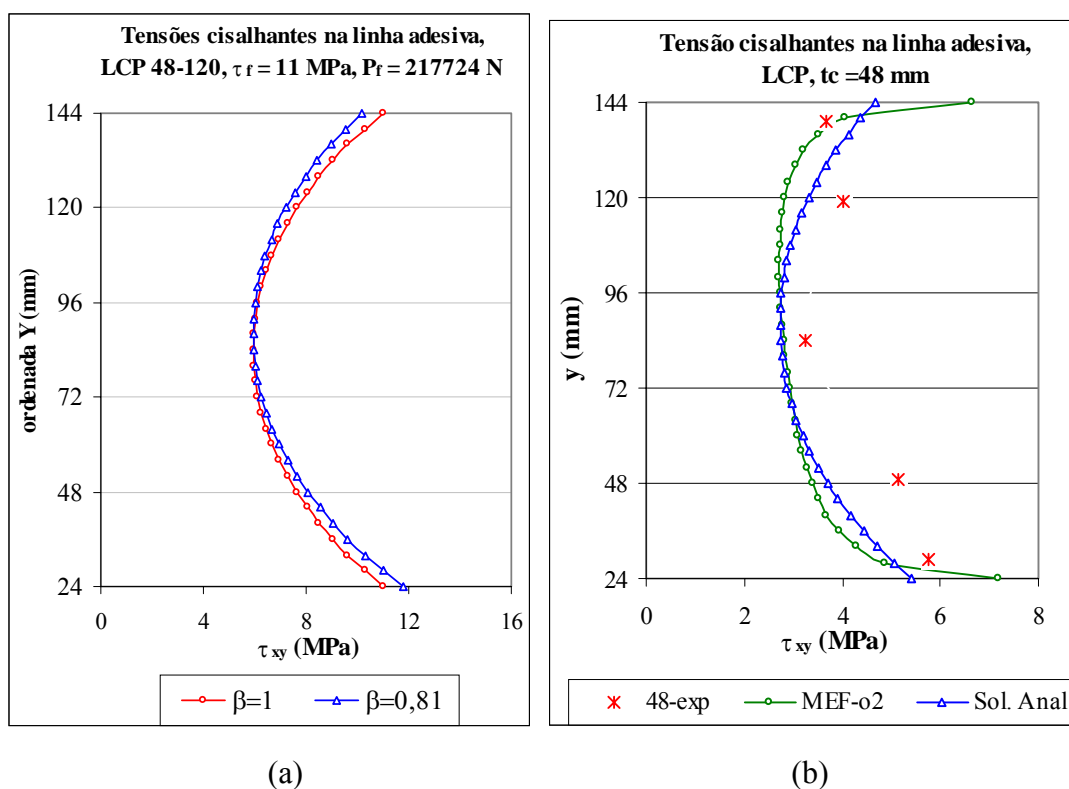 Tensões cisalhantes na linha adesiva,
LCP 48-120, τ f = 11 MPa, P f = 217724 N
144
120
96
72
48
24
ordenada Y (mm)
0 4 8 12 16
τ xy (MPa)
β=1 β=0,81
(a)
Tensão cisalhantes na linha adesiva,
LCP, tc =48 mm
144
120
96
72
48
24
y (mm)
0 2 4 6 8
τ xy (MPa)
48-exp MEF-o2 Sol. Anal
(b)